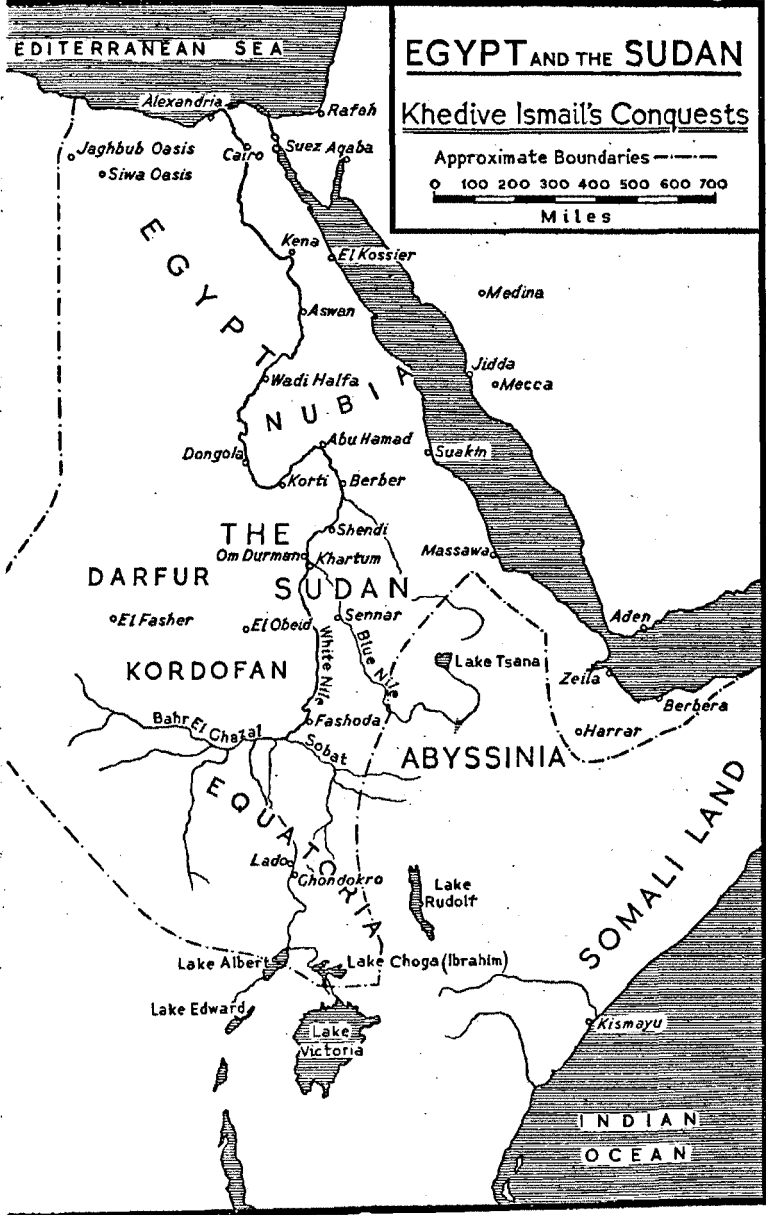 EDITERRANEAN SEA
EGYPT AND THE SUDAN
Khedive Ismail's Conquests
Approximate Boundaries
0 100 200 300 400 500 600 700
Miles
Alexandria
Rafah
Jaghbub Oasis
Siwa Oasis
Cairo
Suez
Aqaba
EGYPT
Kena
El Kossier
Medina
Aswan
Jidda
Mecca
Wadi Halfa
NUBIA
Dongola
Abu Hamad
Suakin
Korti
Berber
THE
SUDAN
Shendi
Om Durman
Khartum
Massawa
DARFUR
El Fasher
El Obeid
Sennar
Aden
White Nile
Blue Nile
Lake Tsana
KORDOFAN
Zeila
Berbera
Bahr El Ghazal
Fashoda
Harrar
Sobat
ABYSSINIA
EQUATORIA
SOMALI LAND
Lado
Ghondokro
Lake
Rudolf
Lake Albert
Lake Choga (Ibrahim)
Lake Edward
Lake
Victoria
Kismayu
INDIAN
OCEAN